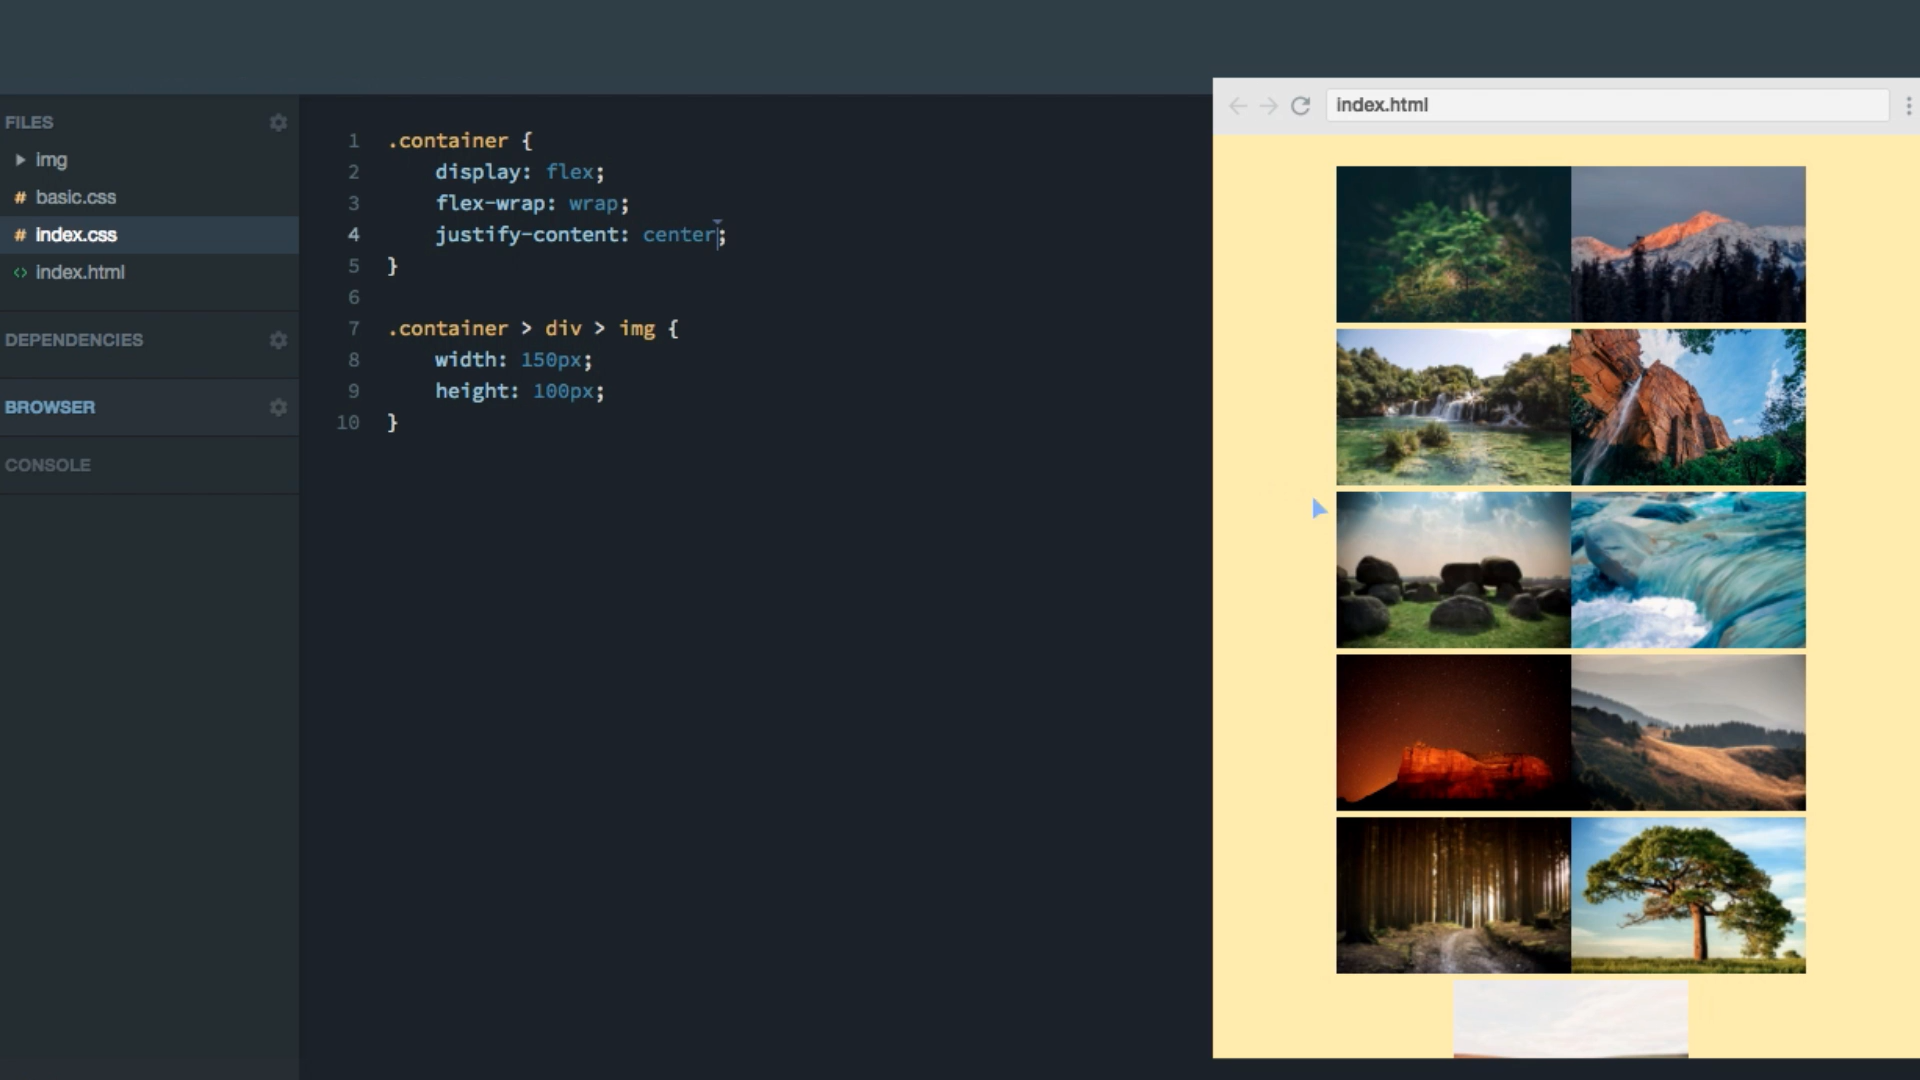 FILES
img
# basic.css
# index.css
<> index.html
DEPENDENCIES
BROWSER
CONSOLE
1 .container {
2     display: flex;
3     flex-wrap: wrap;
4     justify-content: center;
5 }
6
7 .container > div > img {
8     width: 150px;
9     height: 100px;
10 }
index.html